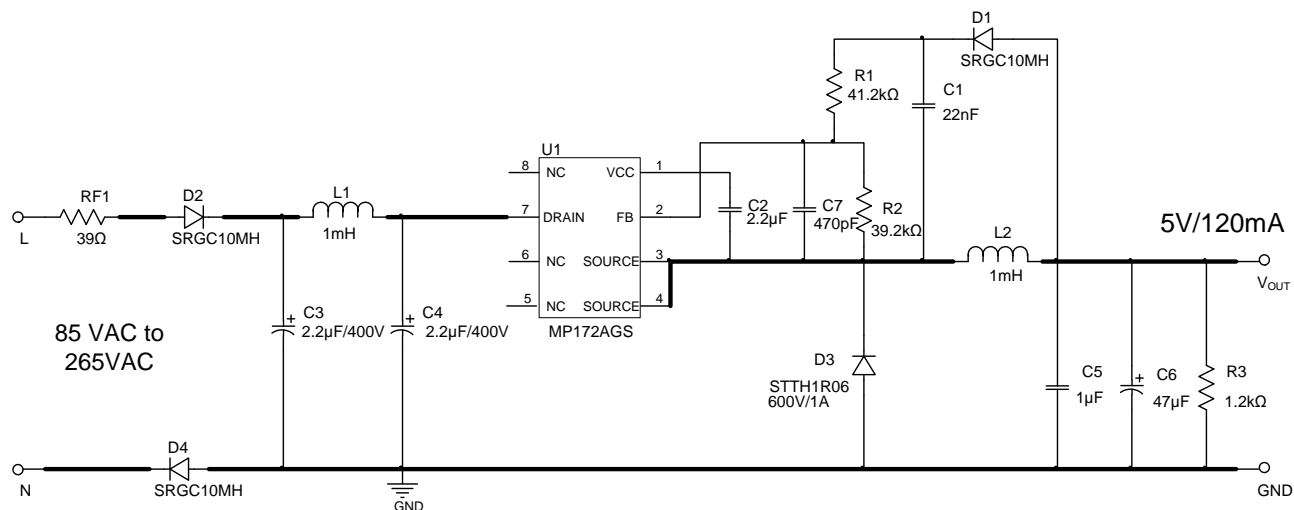 D1
SRGC10MH
R1
41.2kΩ
C1
22nF
U1
8 NC VCC 1
7 DRAIN FB 2
6 NC SOURCE 3
5 NC SOURCE 4
MP172AGS
C2
2.2µF
C7
470pF
R2
39.2kΩ
RF1
39Ω
L
D2
SRGC10MH
L1
1mH
L2
1mH
5V/120mA
VOUT
85 VAC to
265VAC
C3
+
2.2µF/400V
C4
+
2.2µF/400V
D3
STTH1R06
600V/1A
C5
1µF
C6
+
47µF
R3
1.2kΩ
D4
SRGC10MH
N
GND
GND